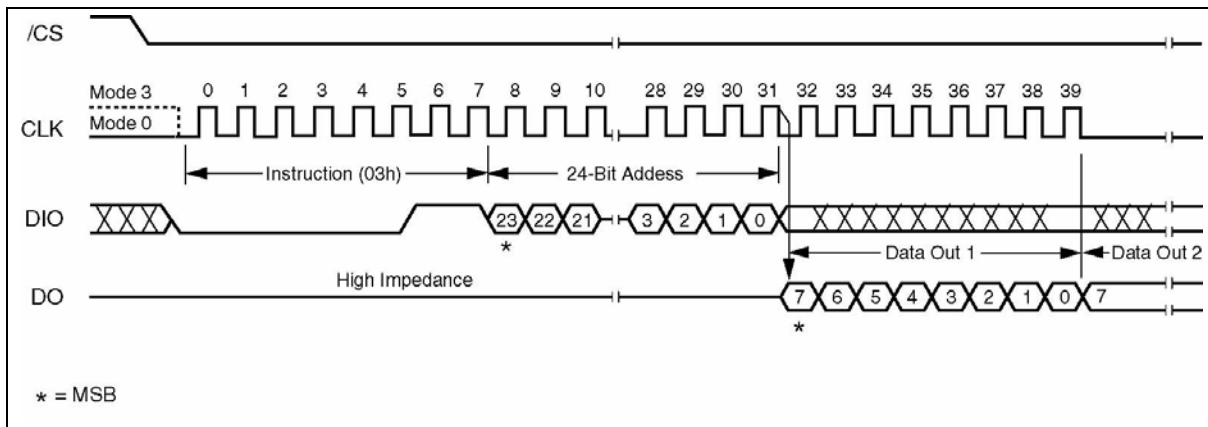 /CS
Mode 3
Mode 0
CLK
0 1 2 3 4 5 6 7 8 9 10 28 29 30 31 32 33 34 35 36 37 38 39
Instruction (03h)
24-Bit Addess
DIO
23 22 21 3 2 1 0
*
Data Out 1
Data Out 2
High Impedance
DO
7 6 5 4 3 2 1 0 7
*
* = MSB